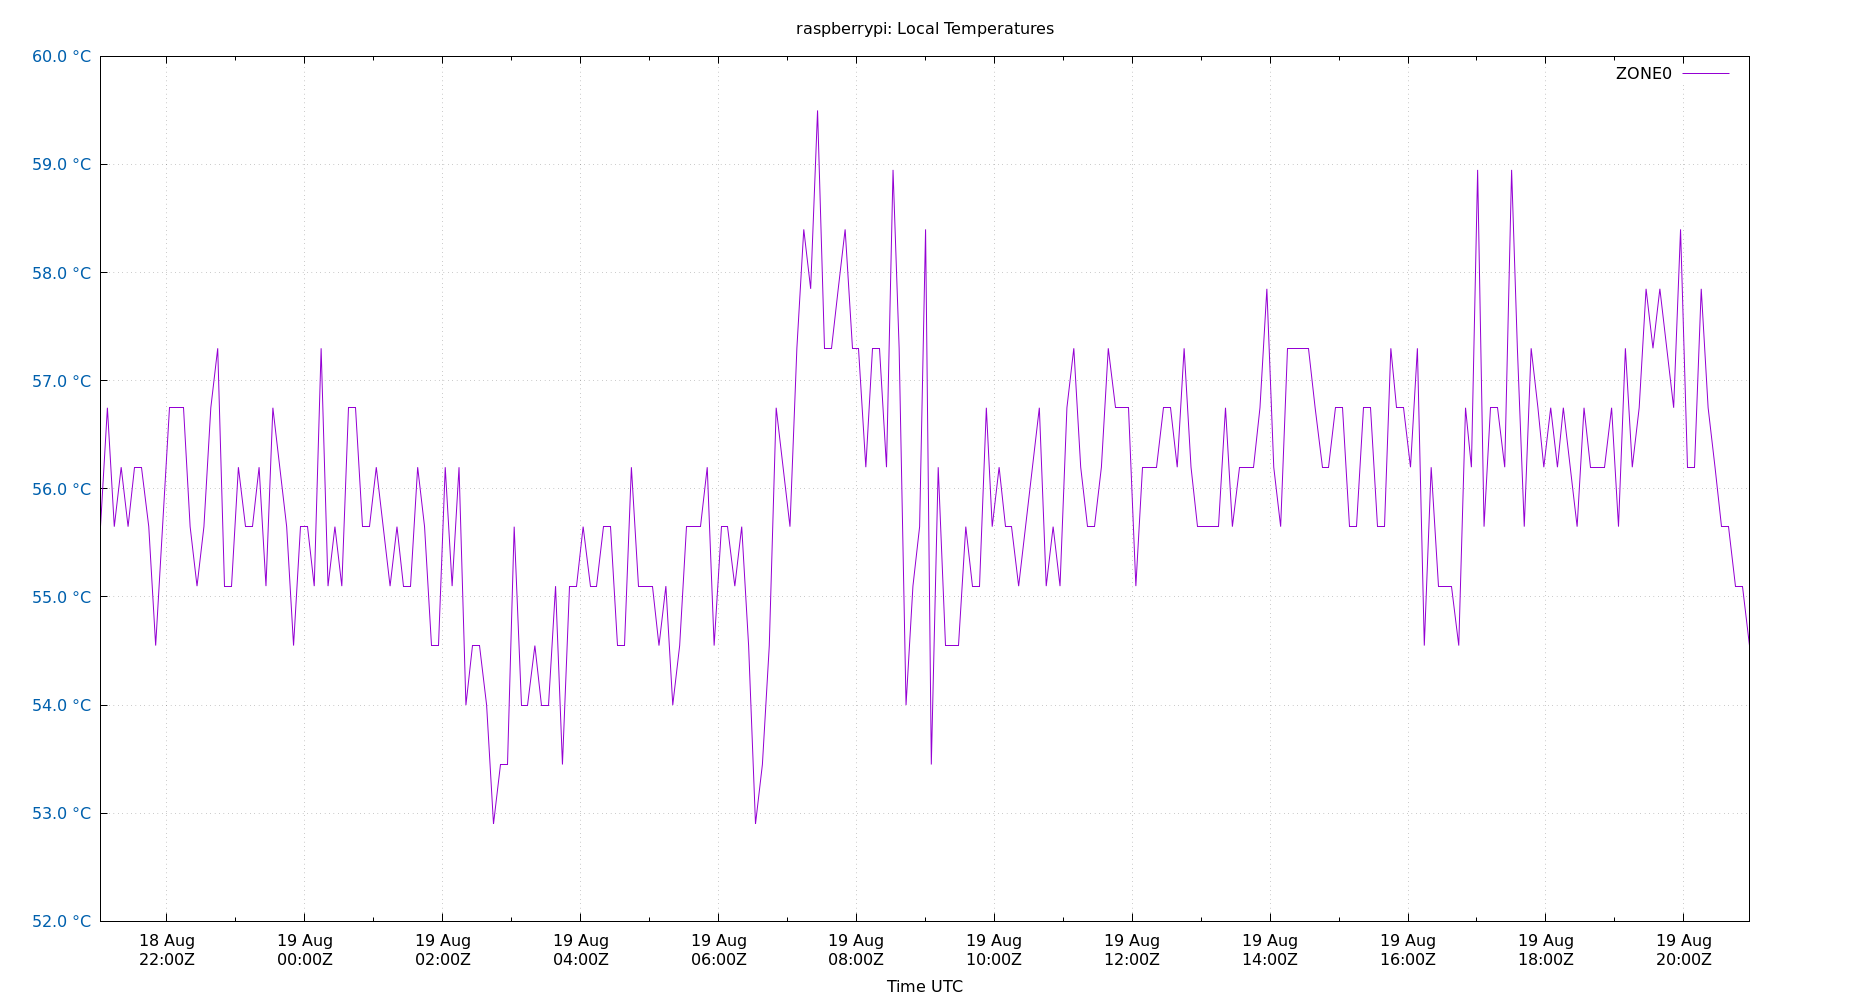 raspberrypi: Local Temperatures
60.0 °C
ZONE0
59.0 °C
58.0 °C
57.0 °C
56.0 °C
55.0 °C
54.0 °C
53.0 °C
52.0 °C
18 Aug 19 Aug 19 Aug 19 Aug 19 Aug 19 Aug 19 Aug 19 Aug 19 Aug 19 Aug 19 Aug 19 Aug
22:00Z 00:00Z 02:00Z 04:00Z 06:00Z 08:00Z 10:00Z 12:00Z 14:00Z 16:00Z 18:00Z 20:00Z
Time UTC